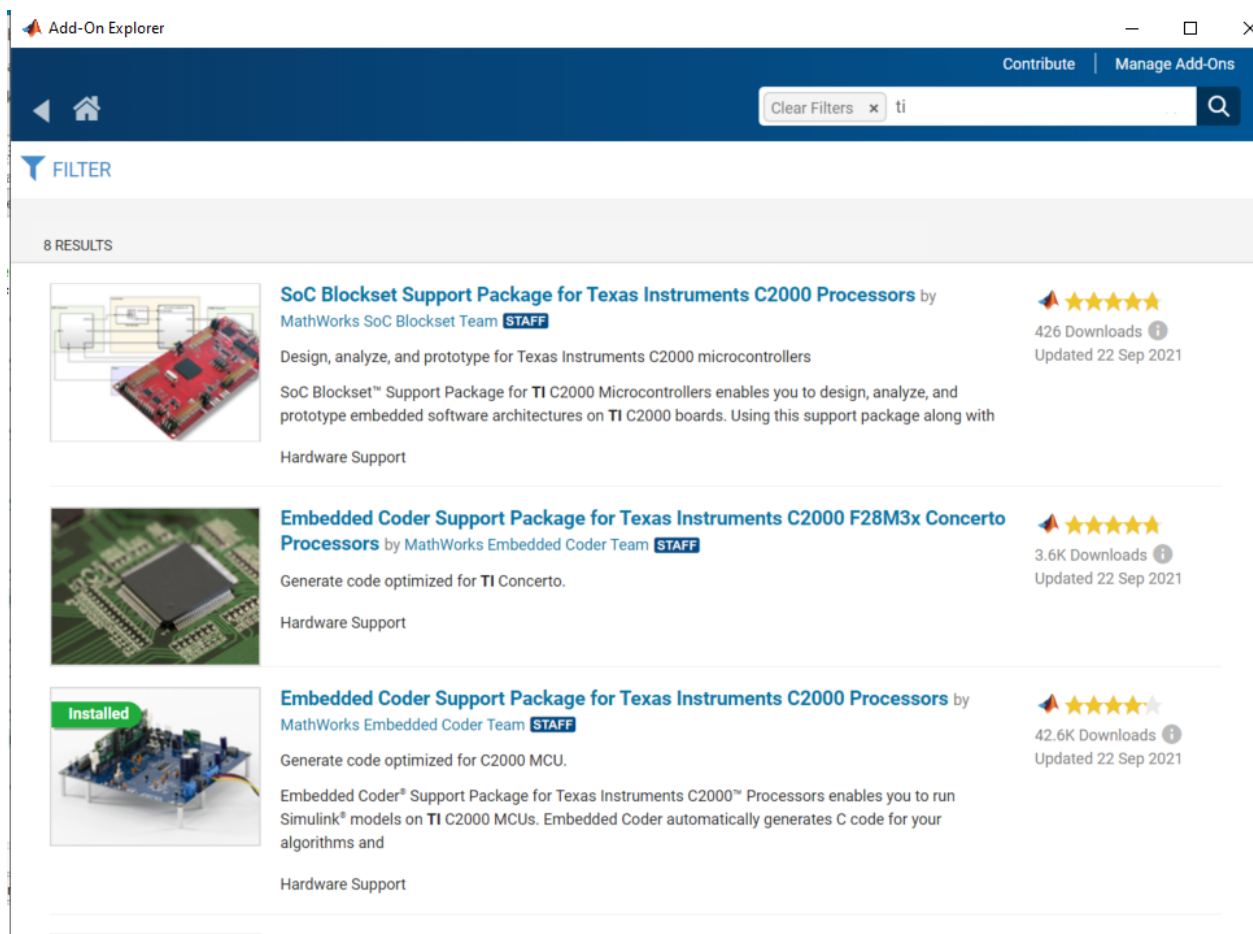 Add-On Explorer
Contribute
Manage Add-Ons
Clear Filters × ti
FILTER
8 RESULTS
SoC Blockset Support Package for Texas Instruments C2000 Processors by
MathWorks SoC Blockset Team STAFF
426 Downloads
Updated 22 Sep 2021
Design, analyze, and prototype for Texas Instruments C2000 microcontrollers
SoC Blockset™ Support Package for TI C2000 Microcontrollers enables you to design, analyze, and
prototype embedded software architectures on TI C2000 boards. Using this support package along with
Hardware Support
Embedded Coder Support Package for Texas Instruments C2000 F28M3x Concerto
Processors by MathWorks Embedded Coder Team STAFF
3.6K Downloads
Updated 22 Sep 2021
Generate code optimized for TI Concerto.
Hardware Support
Installed
Embedded Coder Support Package for Texas Instruments C2000 Processors by
MathWorks Embedded Coder Team STAFF
42.6K Downloads
Updated 22 Sep 2021
Generate code optimized for C2000 MCU.
Embedded Coder® Support Package for Texas Instruments C2000™ Processors enables you to run
Simulink® models on TI C2000 MCUs. Embedded Coder automatically generates C code for your
algorithms and
Hardware Support